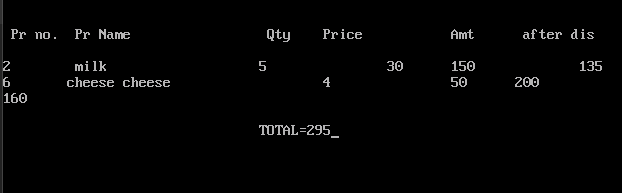 Pr no. Pr Name Qty Price Amt after dis
2 milk 5 30 150 135
6 cheese cheese 4 50 200
160
TOTAL=295_